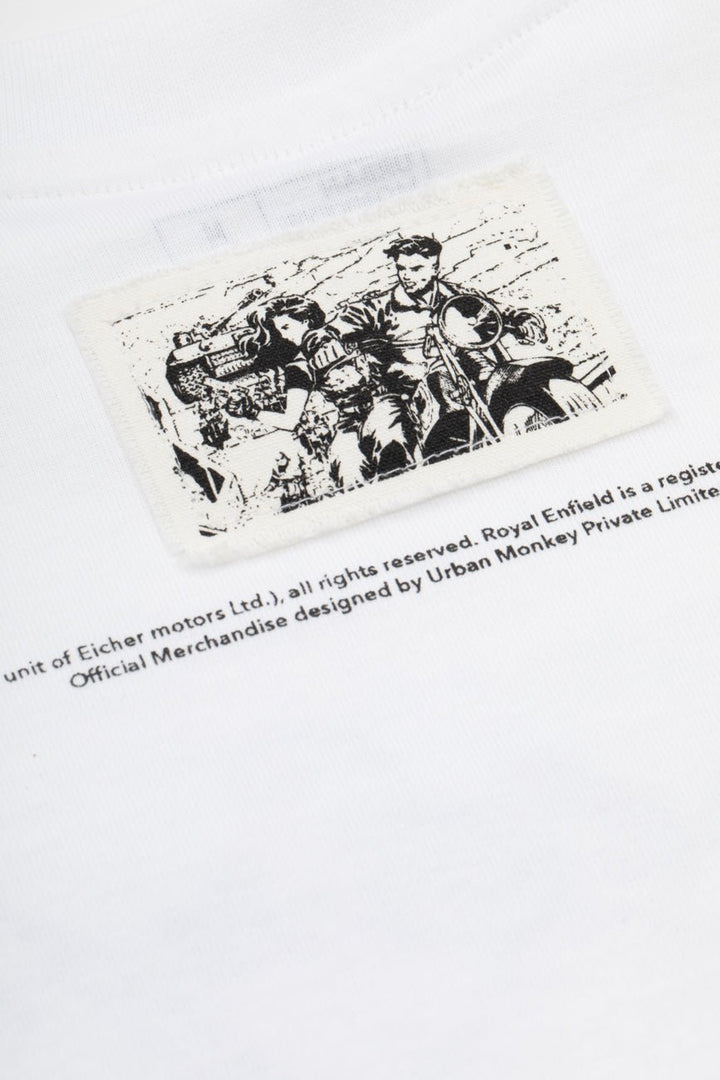 unit of Eicher motors Ltd.), all rights reserved. Royal Enfield is a registe
Official Merchandise designed by Urban Monkey Private Limite